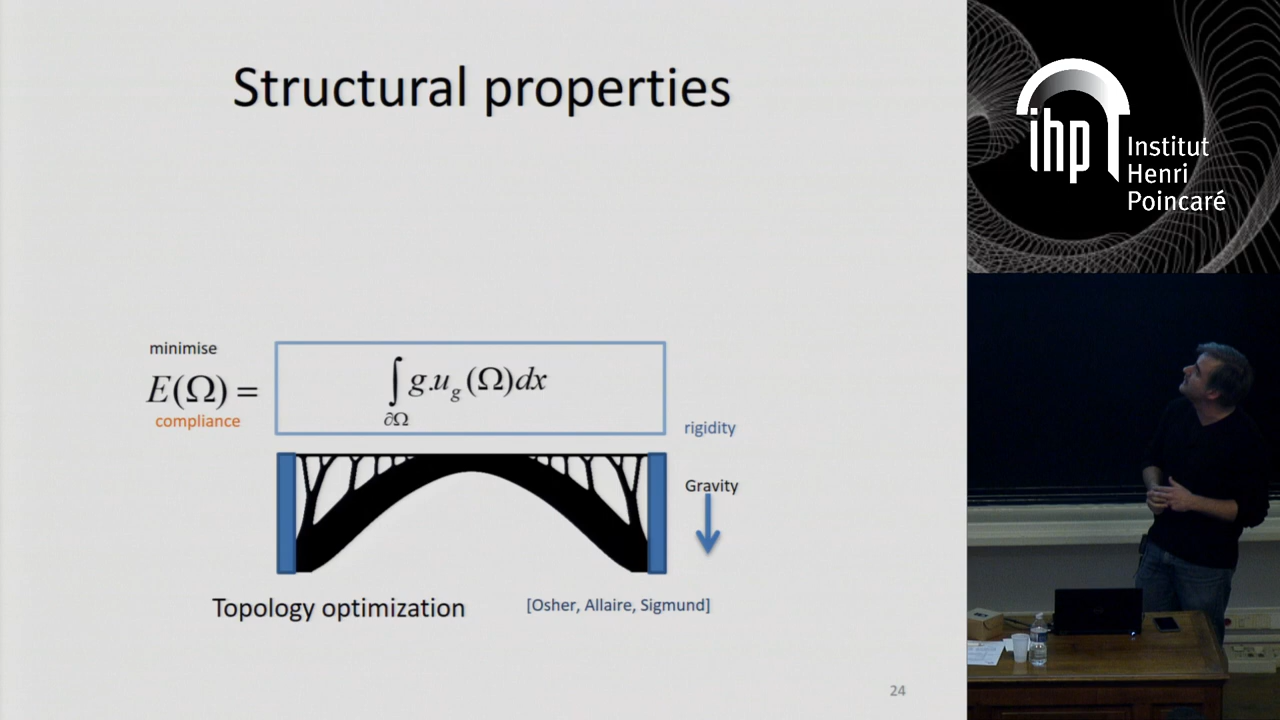 Structural properties
minimise
E(Ω) =
∫ g.u_g(Ω)dx
∂Ω
compliance
rigidity
Gravity
Topology optimization
[Osher, Allaire, Sigmund]
24
ihp
Institut
Henri
Poincaré